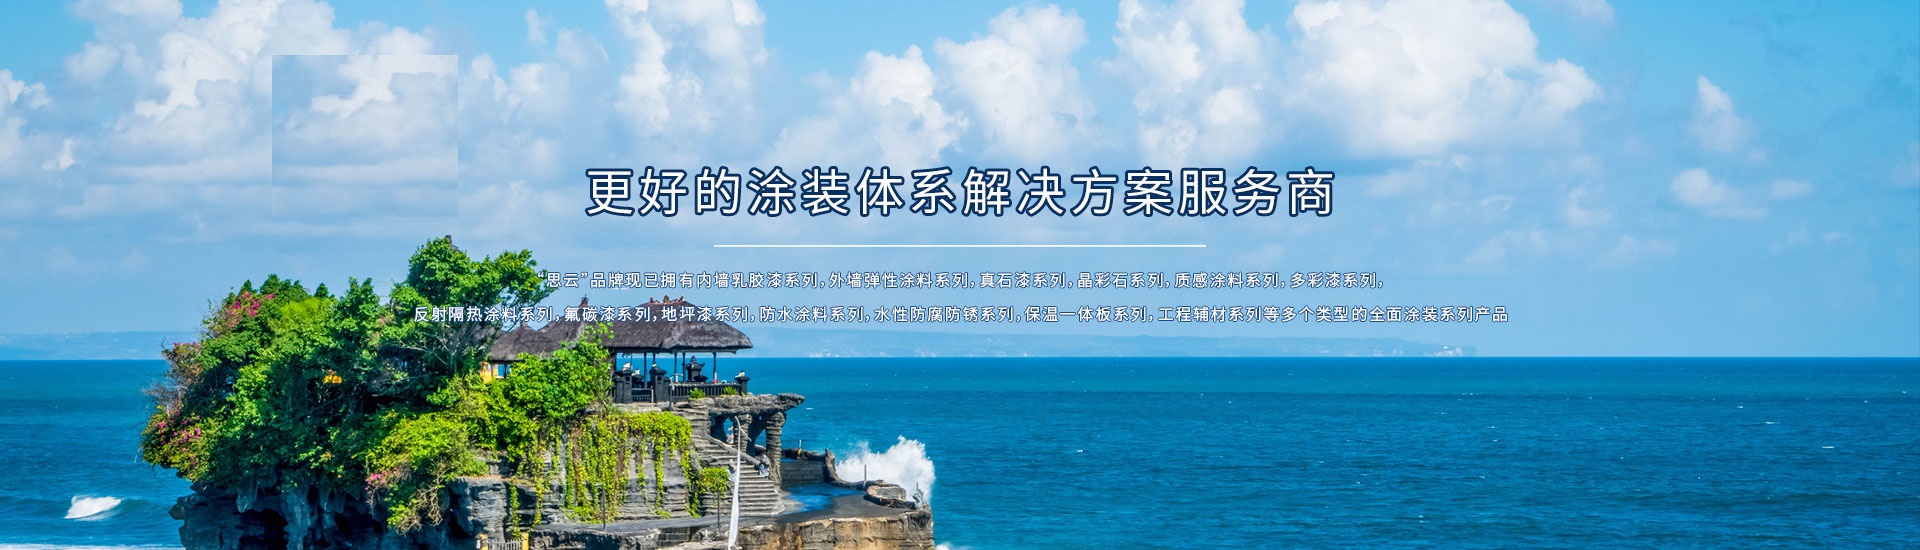 更好的涂装体系解决方案服务商
“思云”品牌现已拥有内墙乳胶漆系列,外墙弹性涂料系列,真石漆系列,晶彩石系列,质感涂料系列,多彩漆系列,
反射隔热涂料系列,氟碳漆系列,地坪漆系列,防水涂料系列,水性防腐防锈系列,保温一体板系列,工程辅材系列等多个类型的全面涂装系列产品